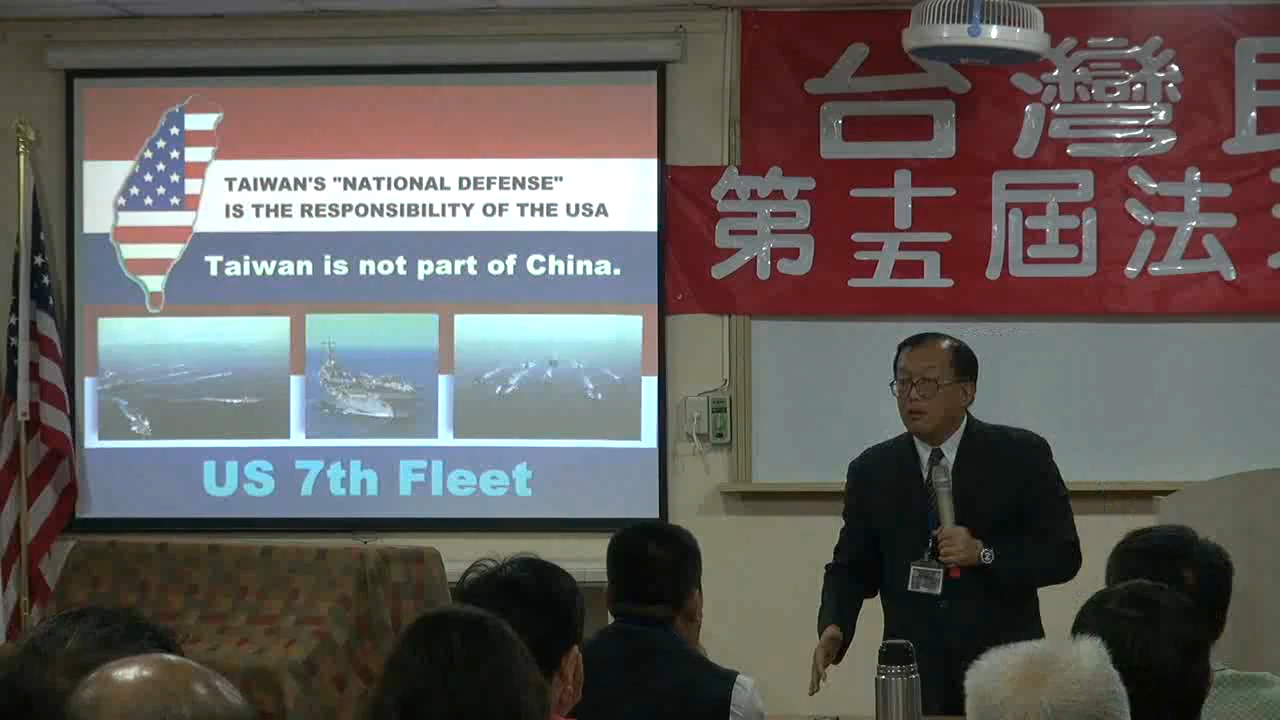 TAIWAN'S "NATIONAL DEFENSE"
IS THE RESPONSIBILITY OF THE USA
Taiwan is not part of China.
US 7th Fleet
台灣
第十五屆法